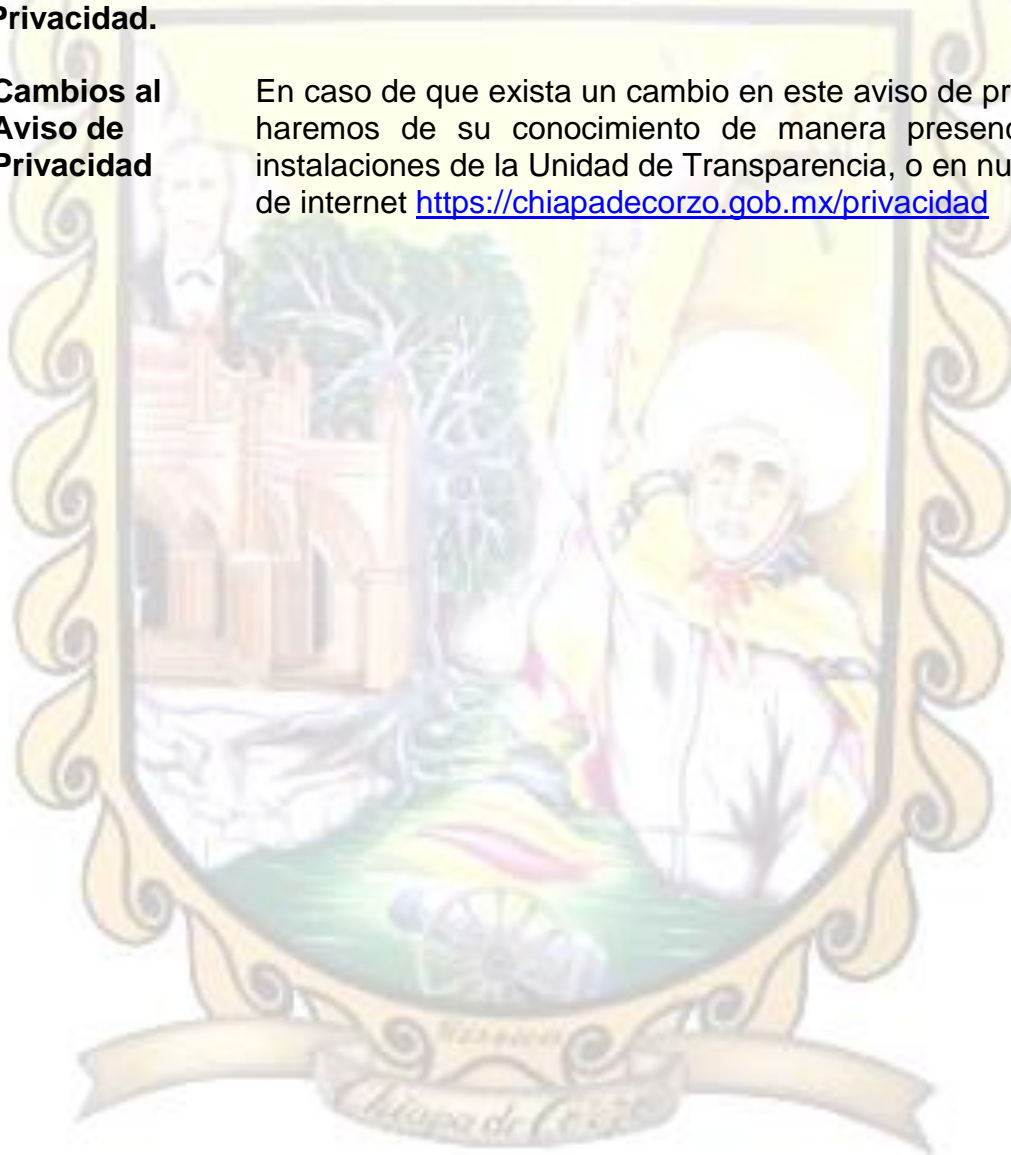 Privacidad.
Cambios al
Aviso de
Privacidad
En caso de que exista un cambio en este aviso de pr
haremos de su conocimiento de manera presenc
instalaciones de la Unidad de Transparencia, o en nu
de internet https://chiapadecorzo.gob.mx/privacidad
Chiapa de Corzo